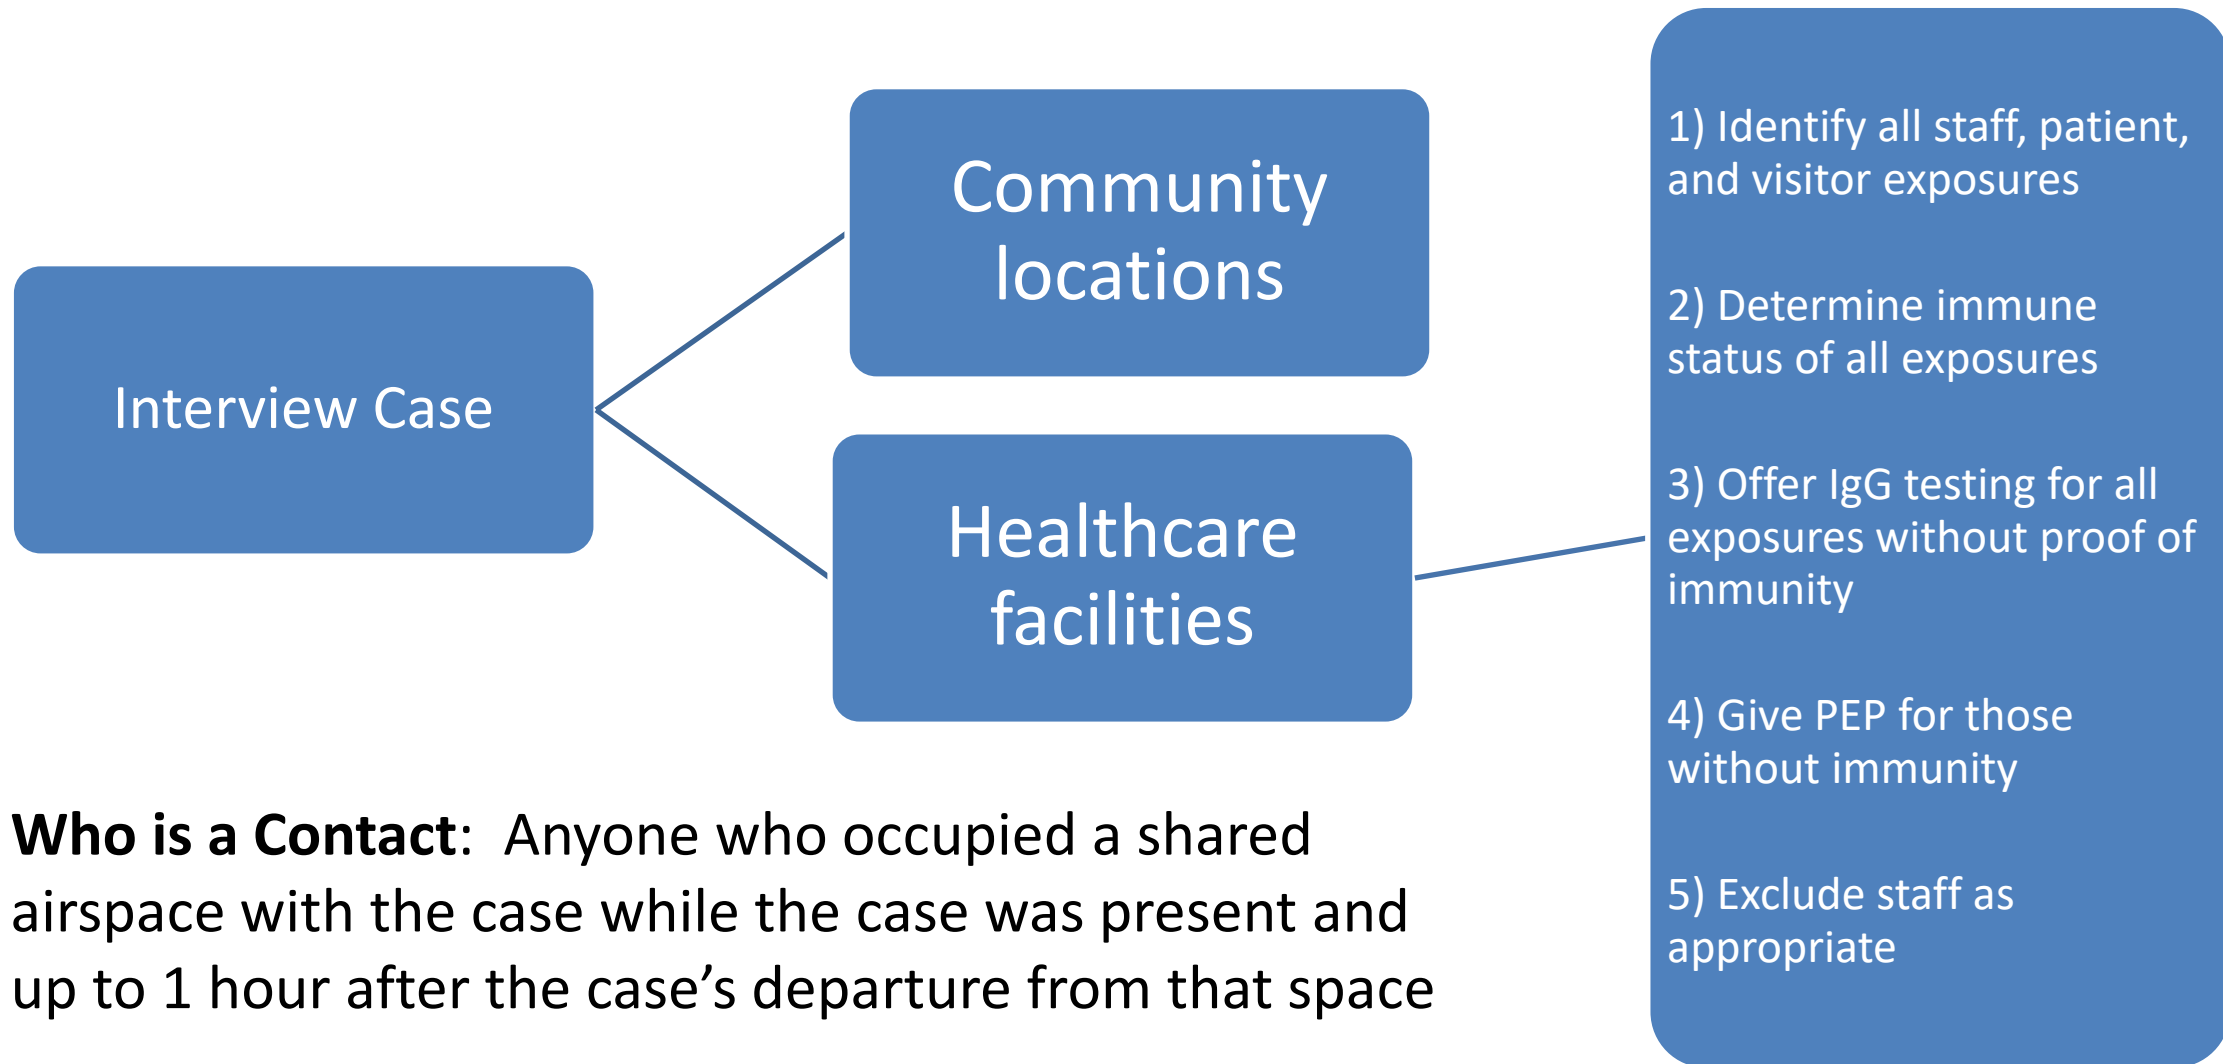 Interview Case
Community
locations
Healthcare
facilities
1) Identify all staff, patient,
and visitor exposures
2) Determine immune
status of all exposures
3) Offer IgG testing for all
exposures without proof of
immunity
4) Give PEP for those
without immunity
5) Exclude staff as
appropriate
Who is a Contact:  Anyone who occupied a shared
airspace with the case while the case was present and
up to 1 hour after the case’s departure from that space